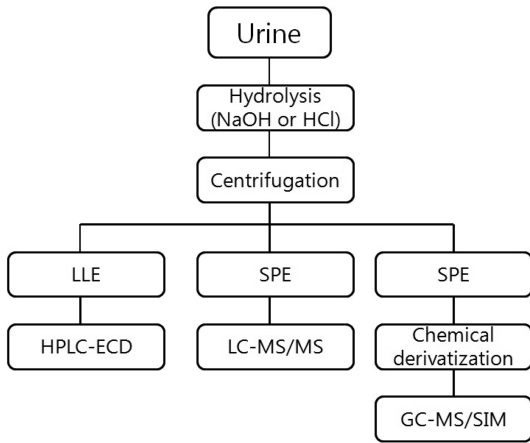 Urine
Hydrolysis
(NaOH or HCl)
Centrifugation
LLE
SPE
SPE
HPLC-ECD
LC-MS/MS
Chemical
derivatization
GC-MS/SIM